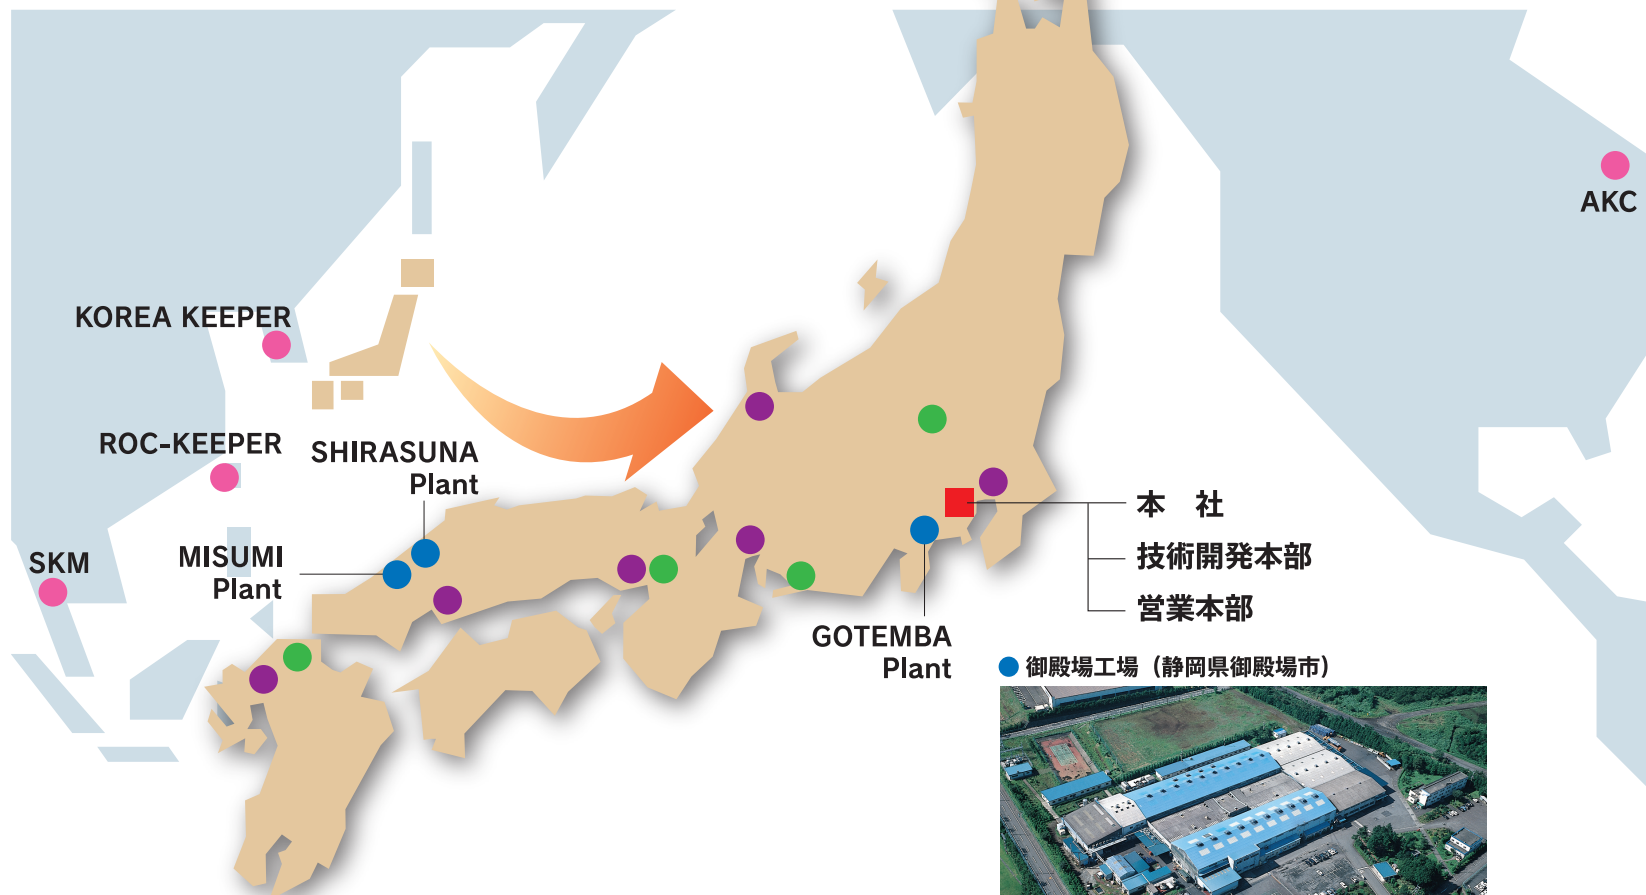 AKC
KOREA KEEPER
ROC-KEEPER
SHIRASUNA
Plant
SKM
MISUMI
Plant
本　社
技術開発本部
営業本部
GOTEMBA
Plant
御殿場工場（静岡県御殿場市）